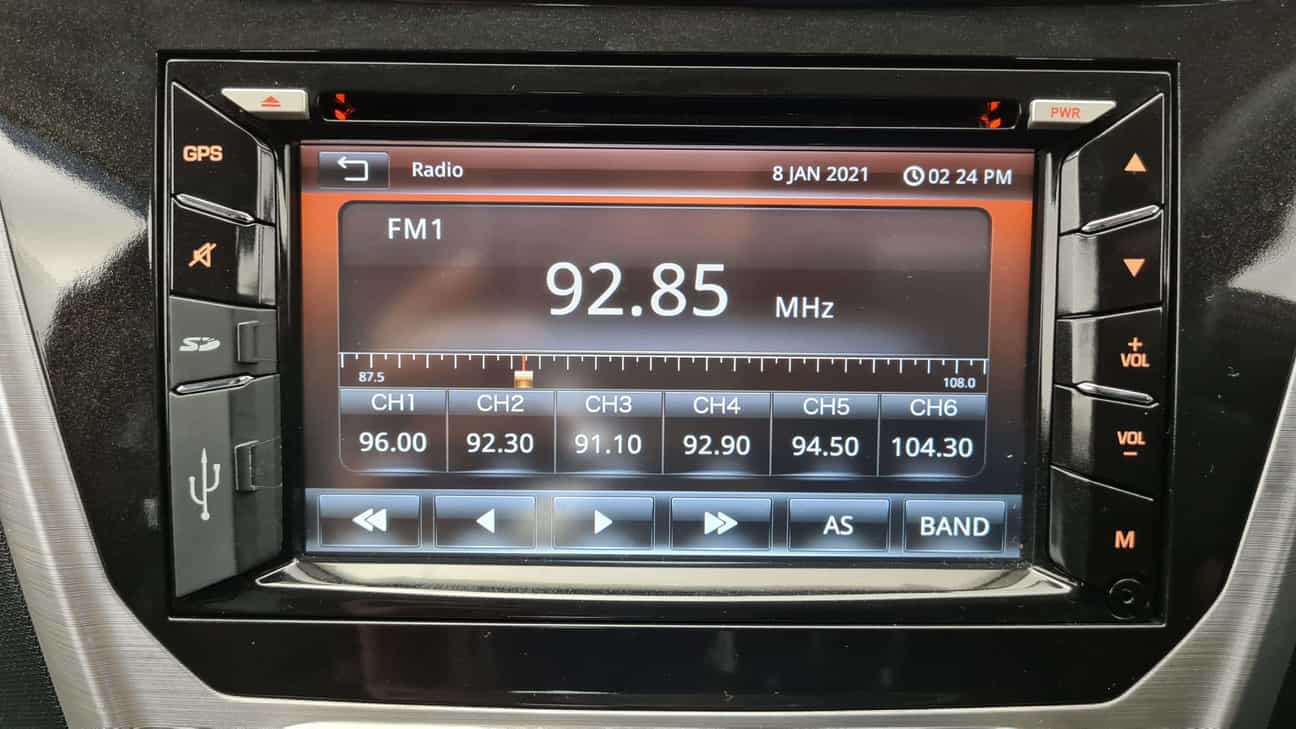 PWR
GPS
Radio 8 JAN 2021 02 24 PM
FM1
92.85 MHz
87.5 108.0
CH1 CH2 CH3 CH4 CH5 CH6
96.00 92.30 91.10 92.90 94.50 104.30
AS BAND
SD
+
VOL
VOL
−
M